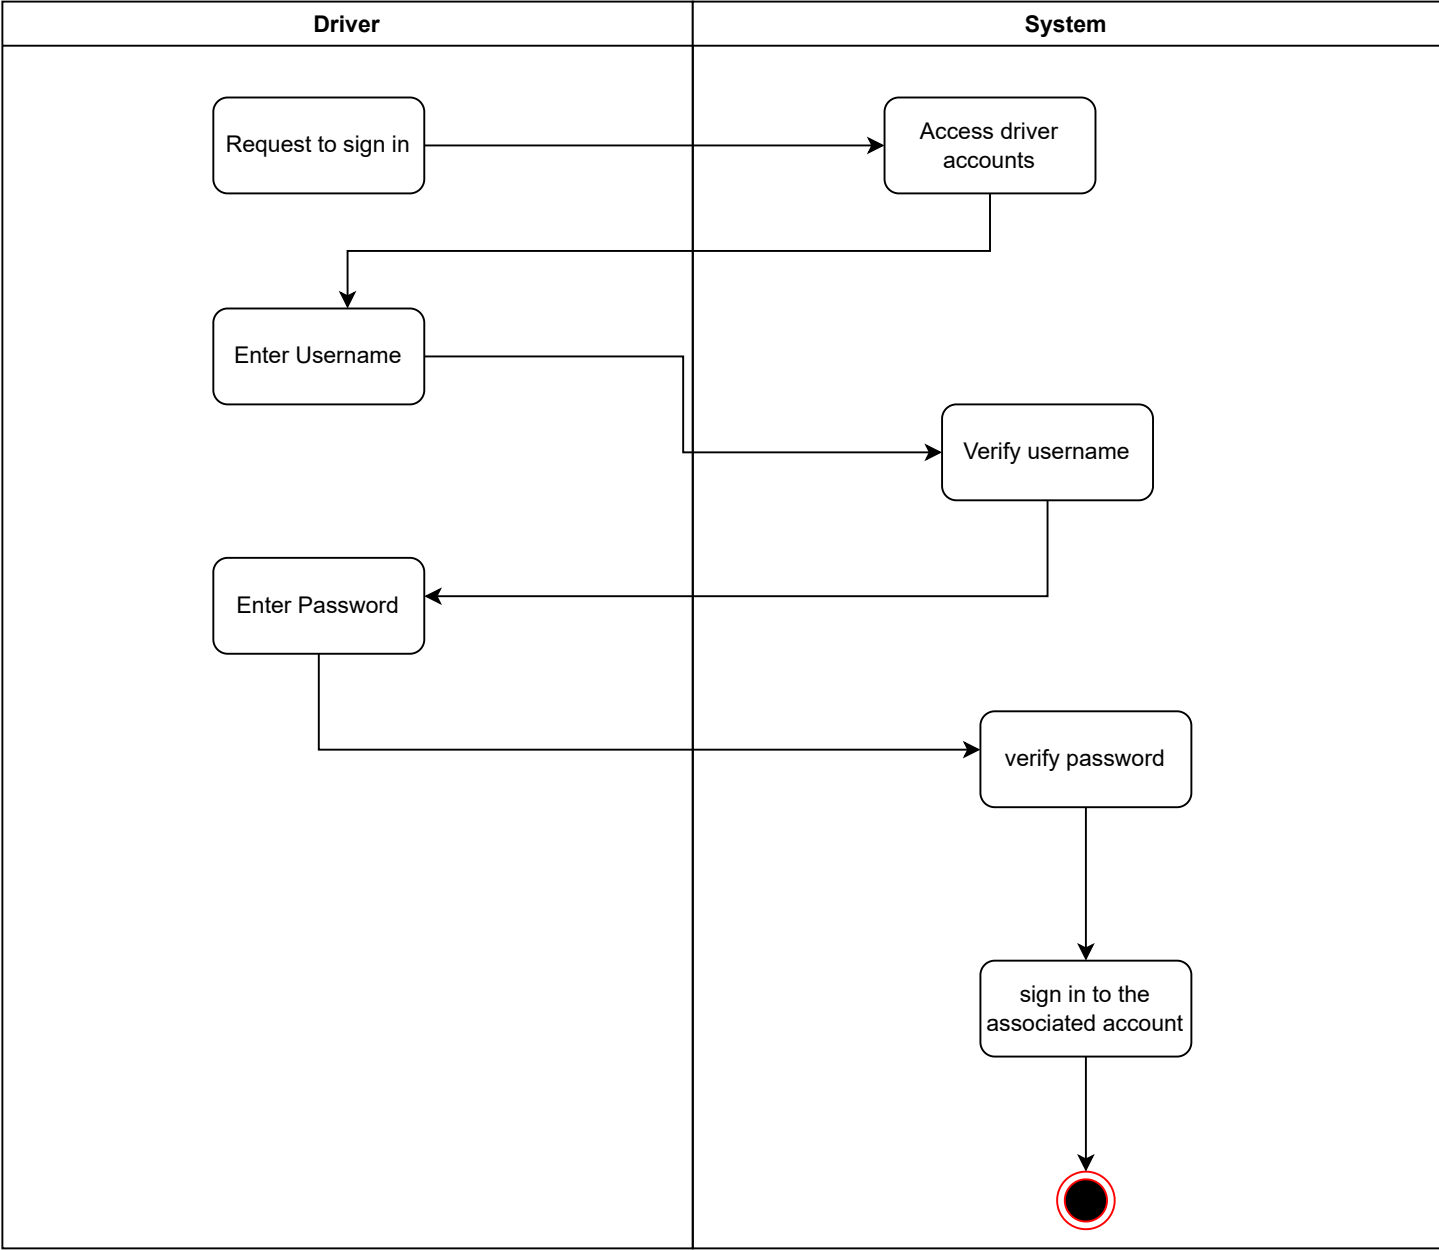 Driver
System
Request to sign in
Access driver
accounts
Enter Username
Verify username
Enter Password
verify password
sign in to the
associated account